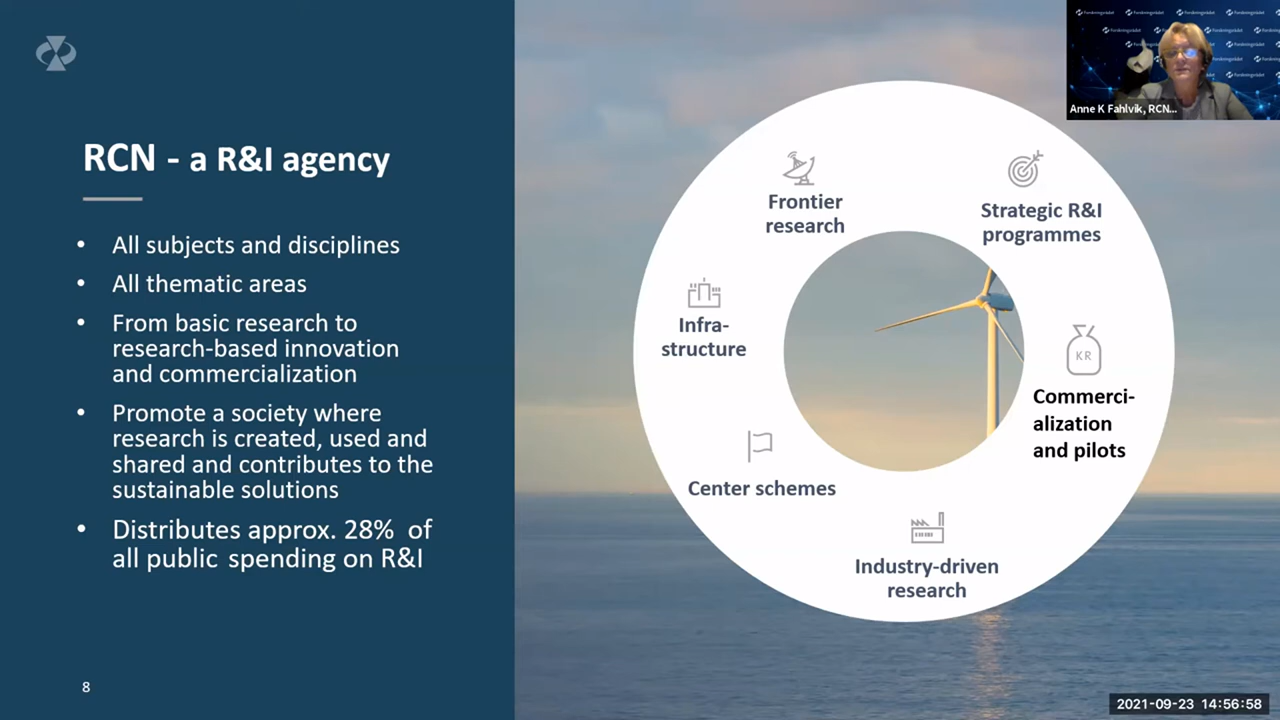 RCN - a R&I agency
• All subjects and disciplines
• All thematic areas
• From basic research to
research-based innovation
and commercialization
• Promote a society where
research is created, used and
shared and contributes to the
sustainable solutions
• Distributes approx. 28% of
all public spending on R&I
8
Frontier
research
Strategic R&I
programmes
Infra-
structure
KR
Commerci-
alization
and pilots
Center schemes
Industry-driven
research
Forskningsrådet
Anne K Fahlvik, RCN...
2021-09-23 14:56:58